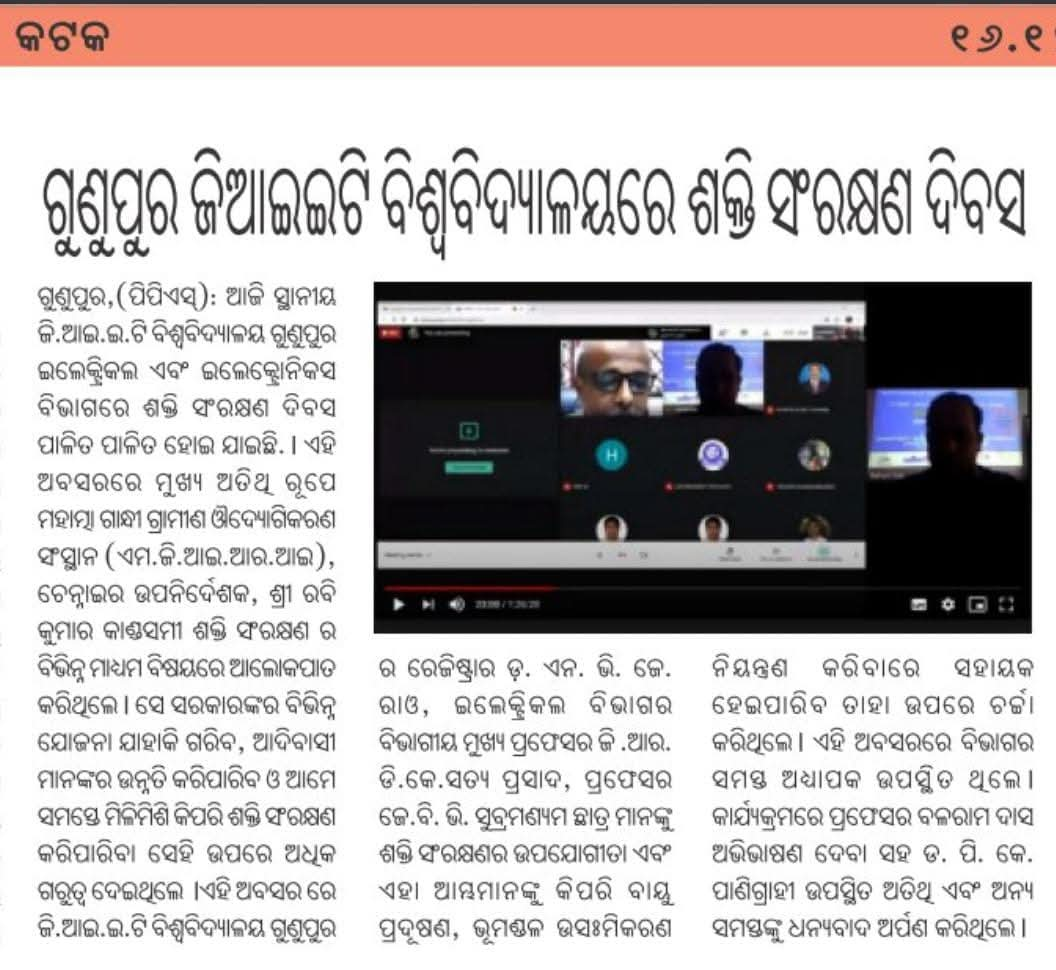 କଟକ
୧୬.୧
ଗୁଣୁପୁର ଜିଆଇଇଟି ବିଶ୍ୱବିଦ୍ୟାଳୟରେ ଶକ୍ତି ସଂରକ୍ଷଣ ଦିବସ
ଗୁଣୁପୁର,(ପିପିଏସ୍): ଆଜି ସ୍ଥାନୀୟ
ଜି.ଆଇ.ଇ.ଟି ବିଶ୍ୱବିଦ୍ୟାଳୟ ଗୁଣୁପୁର
ଇଲେକ୍ଟ୍ରିକଲ ଏବଂ ଇଲେକ୍ଟ୍ରୋନିକସ
ବିଭାଗରେ ଶକ୍ତି ସଂରକ୍ଷଣ ଦିବସ
ପାଳିତ ପାଳିତ ହୋଇ ଯାଇଛି. । ଏହି
ଅବସରରେ ମୁଖ୍ୟ ଅତିଥି ରୂପେ
ମହାତ୍ମା ଗାନ୍ଧୀ ଗ୍ରାମୀଣ ଔଦ୍ୟୋଗିକରଣ
ସଂସ୍ଥାନ (ଏମ.ଜି.ଆଇ.ଆର.ଆଇ),
ଚେନ୍ନାଇର ଉପନିର୍ଦେଶକ, ଶ୍ରୀ ରବି
କୁମାର କାଣ୍ଡସମୀ ଶକ୍ତି ସଂରକ୍ଷଣ ର
ବିଭିନ୍ନ ମାଧ୍ୟମ ବିଷୟରେ ଆଲୋକପାତ
କରିଥିଲେ । ସେ ସରକାରଙ୍କର ବିଭିନ୍ନ
ଯୋଜନା ଯାହାକି ଗରିବ, ଆଦିବାସୀ
ମାନଙ୍କର ଉନ୍ନତି କରିପାରିବ ଓ ଆମେ
ସମସ୍ତେ ମିଳିମିଶି କିପରି ଶକ୍ତି ସଂରକ୍ଷଣ
କରିପାରିବା ସେହି ଉପରେ ଅଧିକ
ଗରୁତ୍ୱ ଦେଇଥିଲେ ।ଏହି ଅବସର ରେ
ଜି.ଆଇ.ଇ.ଟି ବିଶ୍ୱବିଦ୍ୟାଳୟ ଗୁଣୁପୁର
ର ରେଜିଷ୍ଟ୍ରାର ଡ଼. ଏନ. ଭି. ଜେ.
ରାଓ, ଇଲେକ୍ଟ୍ରିକଲ ବିଭାଗର
ବିଭାଗୀୟ ମୁଖ୍ୟ ପ୍ରଫେସର ଜି .ଆର.
ଡି.କେ.ସତ୍ୟ ପ୍ରସାଦ, ପ୍ରଫେସର
ଜେ.ବି. ଭି. ସୁବ୍ରମଣ୍ୟମ ଛାତ୍ର ମାନଙ୍କୁ
ଶକ୍ତି ସଂରକ୍ଷଣର ଉପଯୋଗୀତା ଏବଂ
ଏହା ଆମ୍ଭମାନଙ୍କୁ କିପରି ବାୟୁ
ପ୍ରଦୂଷଣ, ଭୂମଣ୍ଡଳ ଉସଃମିକରଣ
ନିୟନ୍ତ୍ରଣ କରିବାରେ ସହାୟକ
ହେଇପାରିବ ତାହା ଉପରେ ଚର୍ଚ୍ଚା
କରିଥିଲେ । ଏହି ଅବସରରେ ବିଭାଗର
ସମସ୍ତ ଅଧ୍ୟାପକ ଉପସ୍ଥିତ ଥିଲେ ।
କାର୍ଯ୍ୟକ୍ରମରେ ପ୍ରଫେସର ବଳରାମ ଦାସ
ଅଭିଭାଷଣ ଦେବା ସହ ଡ. ପି. କେ.
ପାଣିଗ୍ରାହୀ ଉପସ୍ଥିତ ଅତିଥି ଏବଂ ଅନ୍ୟ
ସମସ୍ତଙ୍କୁ ଧନ୍ୟବାଦ ଅର୍ପଣ କରିଥିଲେ ।
H